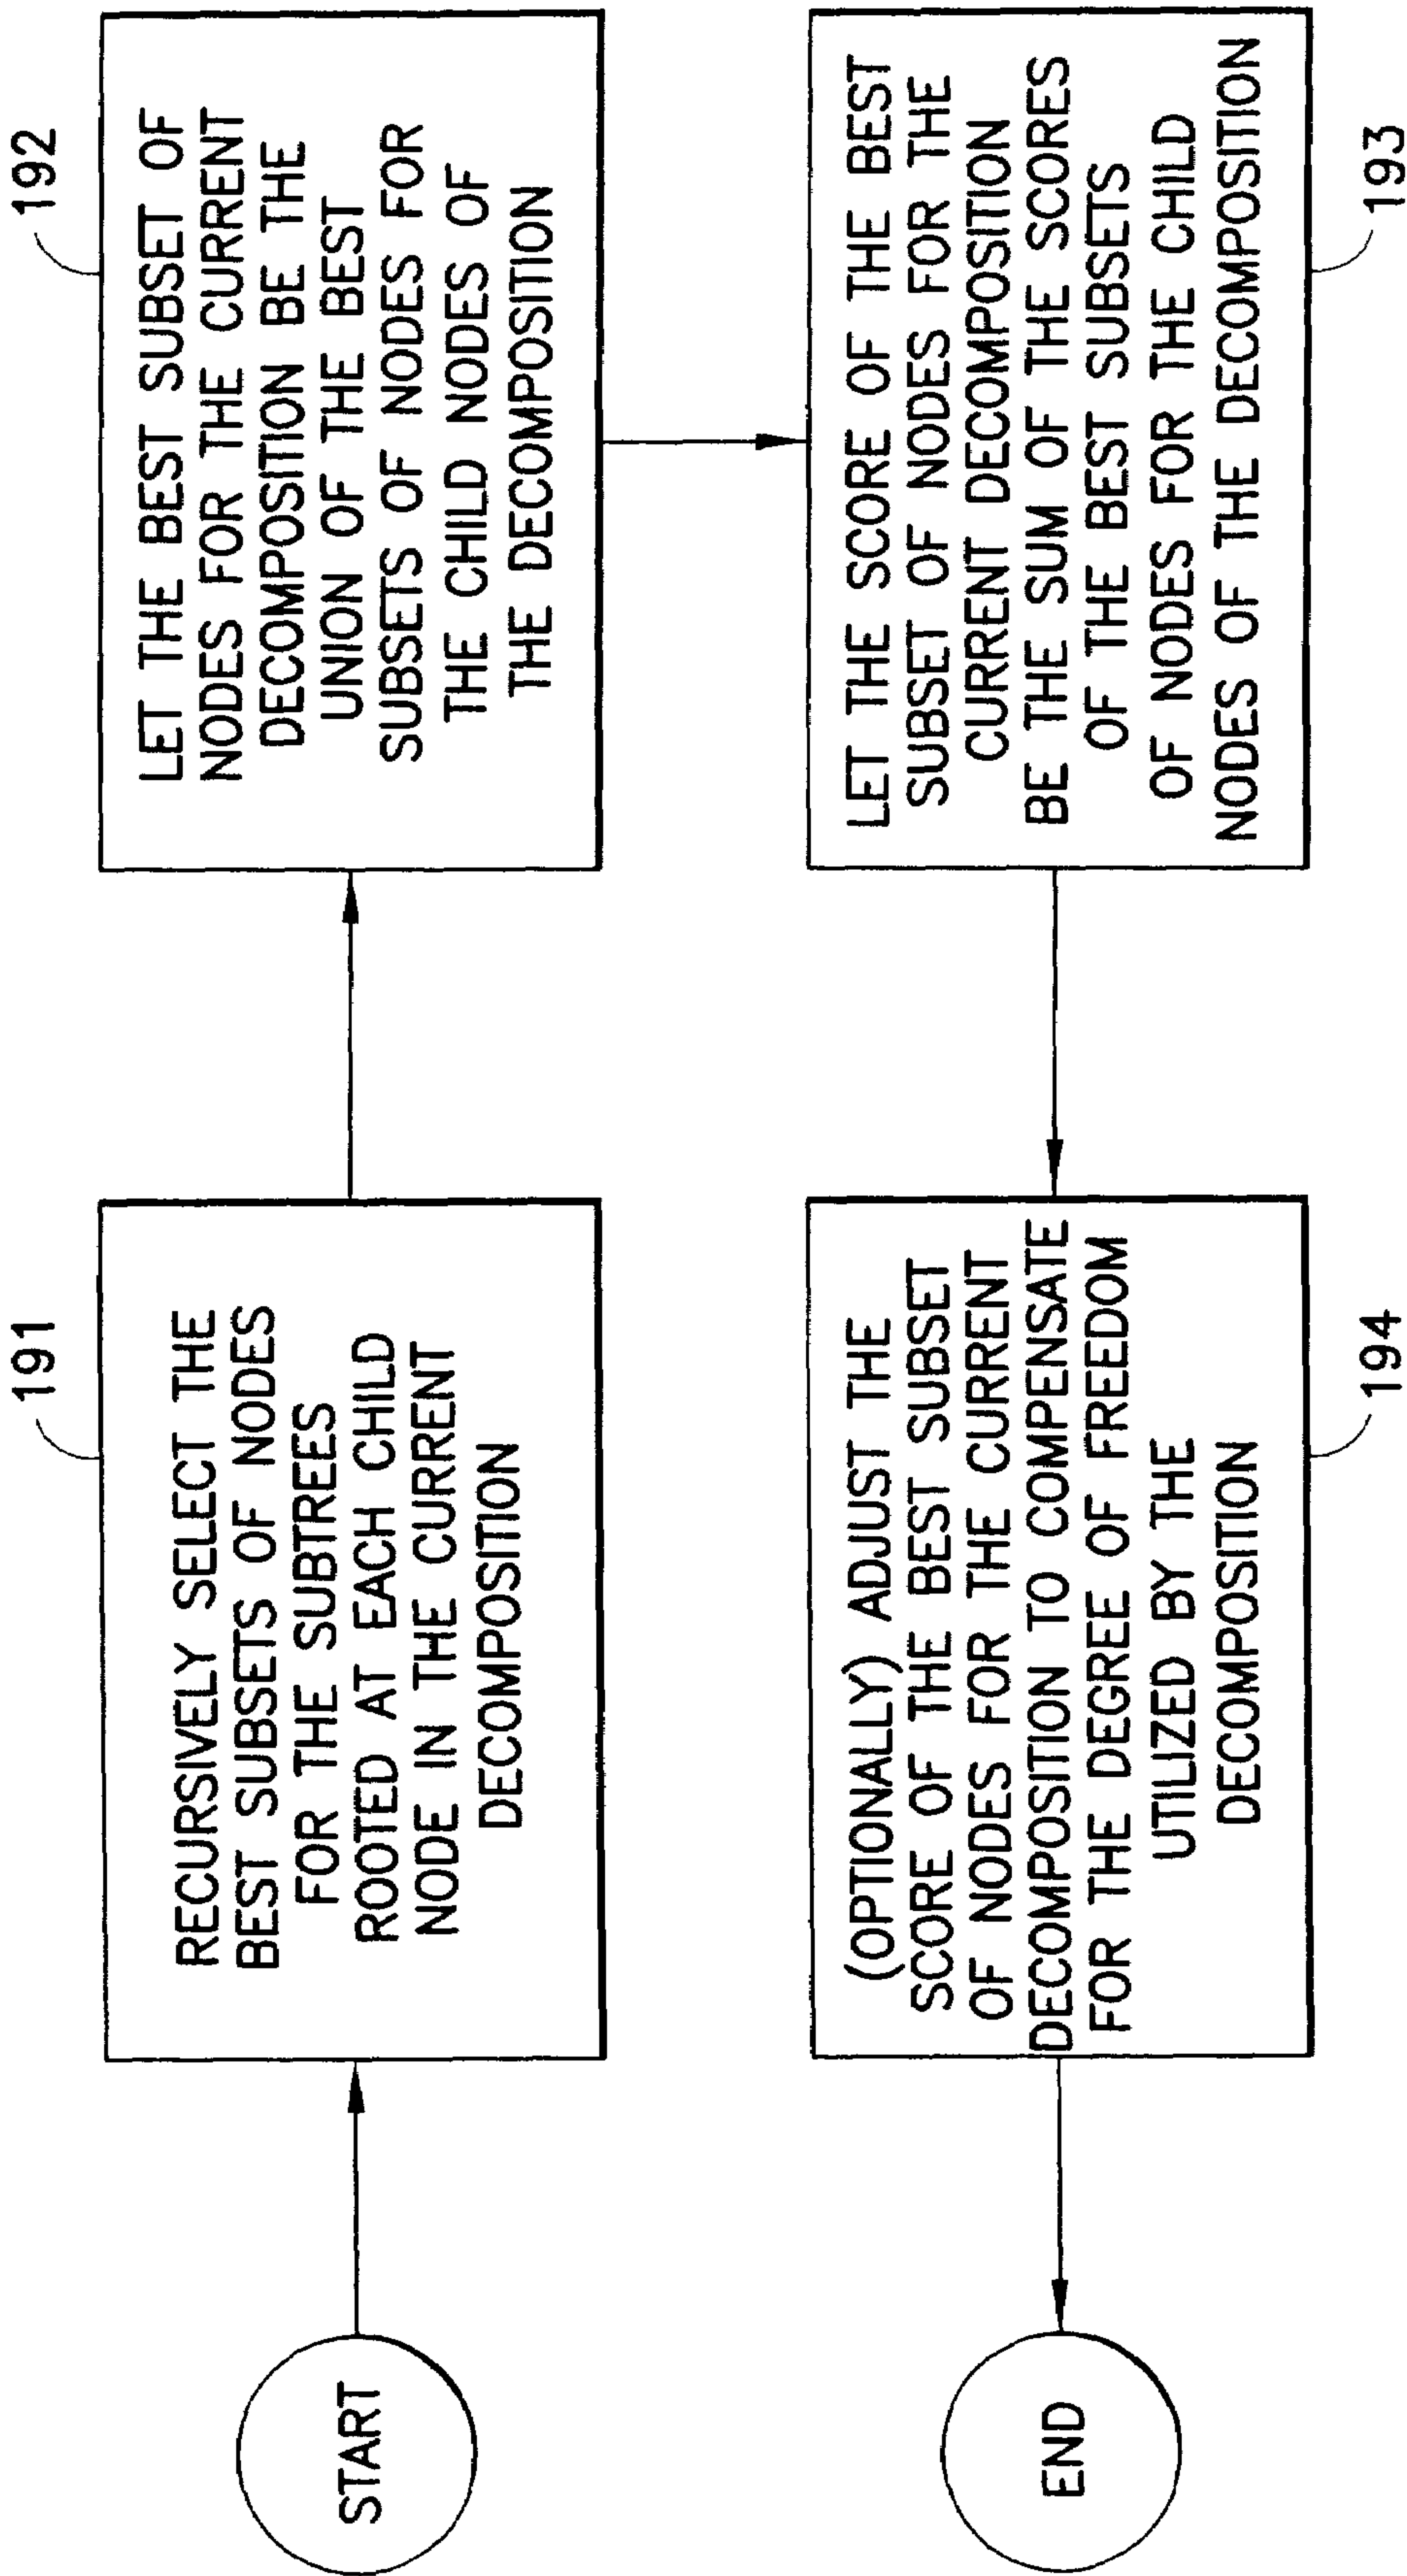 191
192
START
RECURSIVELY SELECT THE
BEST SUBSETS OF NODES
FOR THE SUBTREES
ROOTED AT EACH CHILD
NODE IN THE CURRENT
DECOMPOSITION
LET THE BEST SUBSET OF
NODES FOR THE CURRENT
DECOMPOSITION BE THE
UNION OF THE BEST
SUBSETS OF NODES FOR
THE CHILD NODES OF
THE DECOMPOSITION
LET THE SCORE OF THE BEST
SUBSET OF NODES FOR THE
CURRENT DECOMPOSITION
BE THE SUM OF THE SCORES
OF THE BEST SUBSETS
OF NODES FOR THE CHILD
NODES OF THE DECOMPOSITION
193
(OPTIONALLY) ADJUST THE
SCORE OF THE BEST SUBSET
OF NODES FOR THE CURRENT
DECOMPOSITION TO COMPENSATE
FOR THE DEGREE OF FREEDOM
UTILIZED BY THE
DECOMPOSITION
194
END